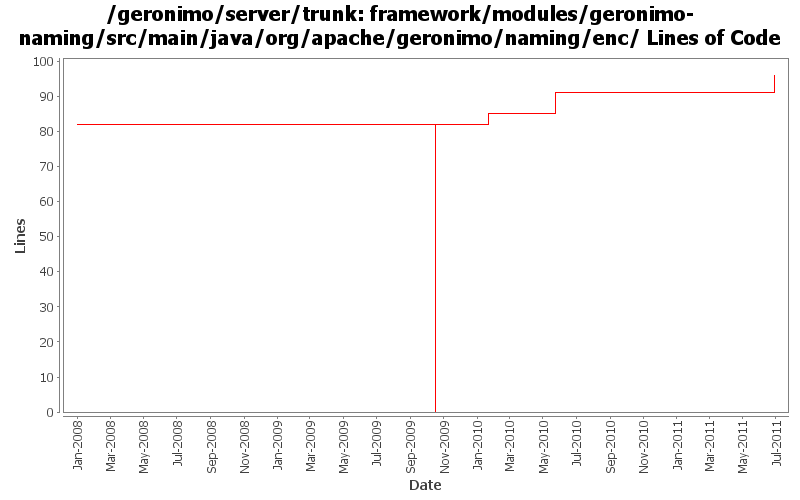 /geronimo/server/trunk: framework/modules/geronimo-
naming/src/main/java/org/apache/geronimo/naming/enc/ Lines of Code
100
90
80
70
60
50
40
30
20
10
0
Lines
Jan-2008
Mar-2008
May-2008
Jul-2008
Sep-2008
Nov-2008
Jan-2009
Mar-2009
May-2009
Jul-2009
Sep-2009
Nov-2009
Jan-2010
Mar-2010
May-2010
Jul-2010
Sep-2010
Nov-2010
Jan-2011
Mar-2011
May-2011
Jul-2011
Date